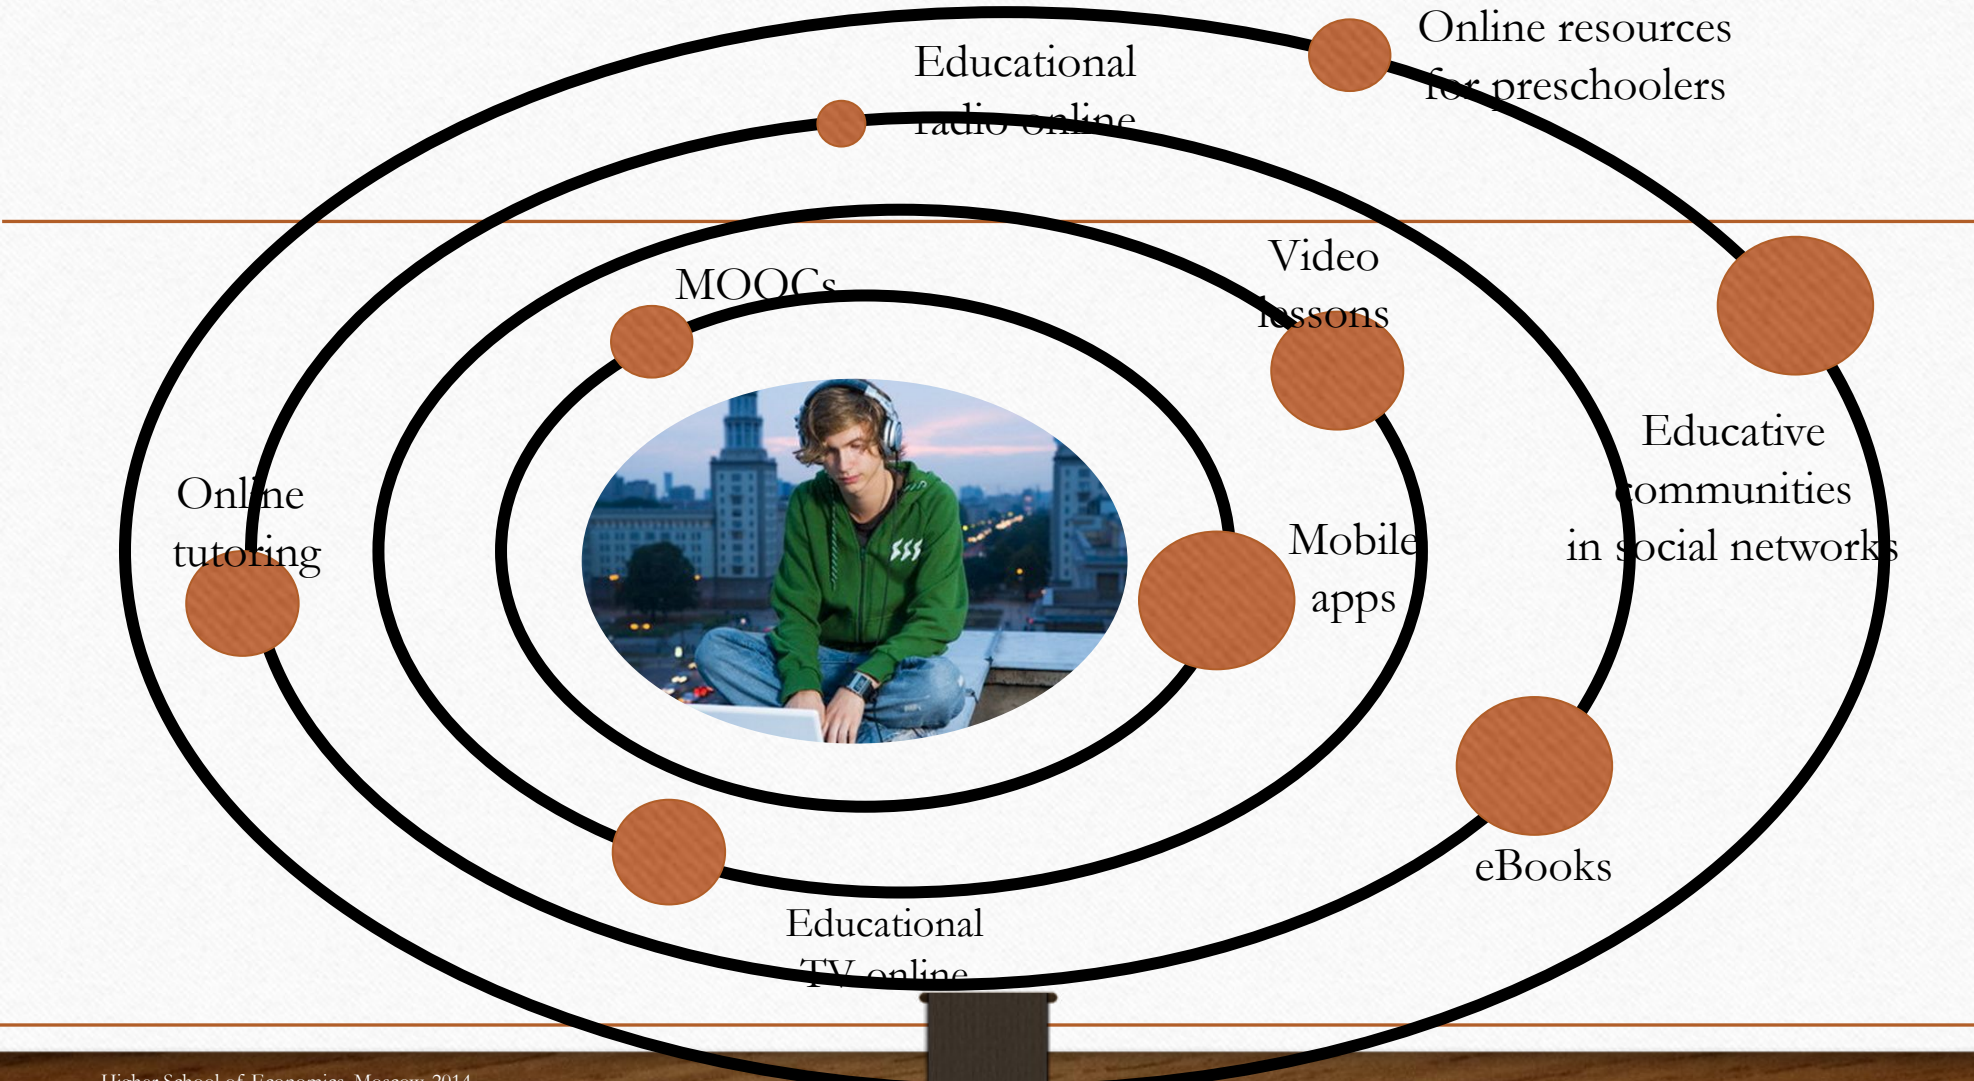 Online resources
for preschoolers
Educational
radio online
Video
lessons
MOOCs
Educative
communities
in social networks
Online
tutoring
Mobile
apps
eBooks
Educational
TV online
Higher School of Economics, Moscow, 2014